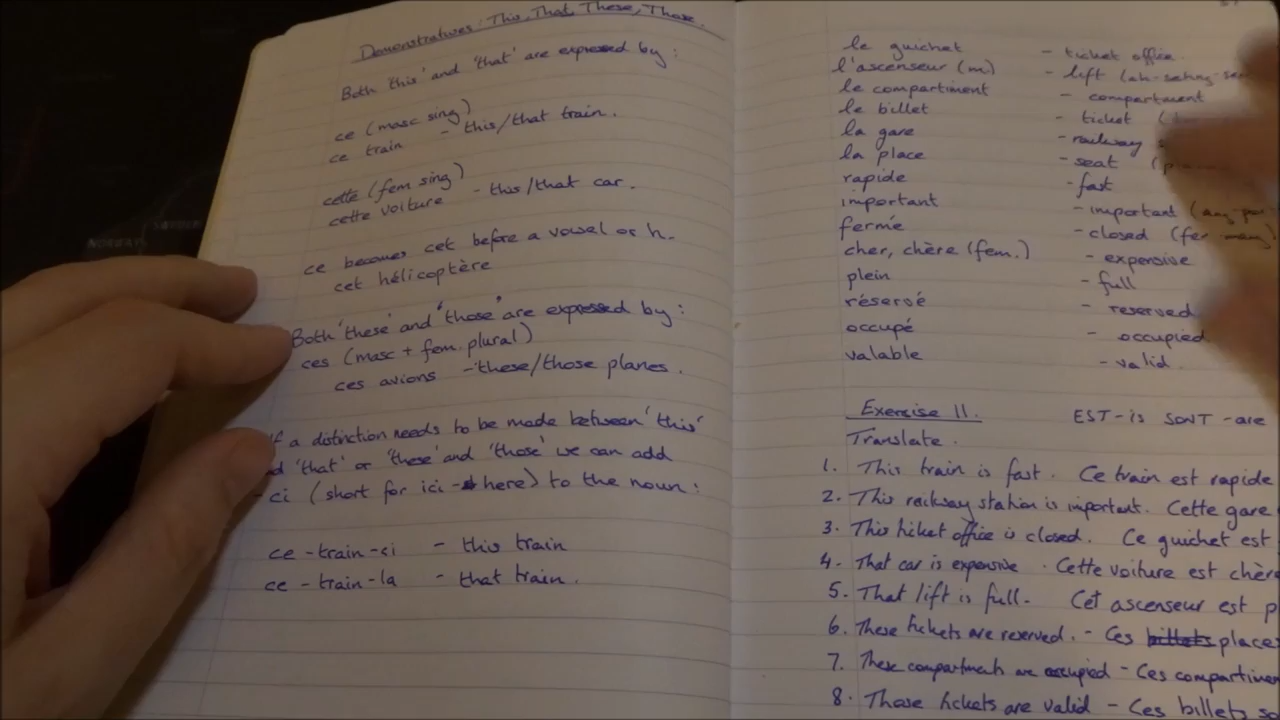 Demonstratives: This, That, These, Those.
Both 'this' and 'that' are expressed by:
ce (masc sing)
ce train - this/that train.
cette (fem sing)
cette voiture - this/that car.
ce becomes cet before a vowel or h.
cet hélicoptère
Both 'these' and 'those' are expressed by:
ces (masc + fem. plural)
ces avions - these/those planes.
if a distinction needs to be made between 'this'
'that' or 'these' and 'those' we can add
-ci (short for ici - here) to the noun:
ce-train-ci - this train
ce-train-la - that train.
le guichet - ticket office.
l'ascenseur (m) - lift
le compartiment - compartment
le billet - ticket
la gare - railway
la place - seat
rapide - fast
important - important
fermé - closed
cher, chère (fem.) - expensive
plein - full
réservé - reserved
occupé - occupied
valable - valid.
Exercise 11. EST-is SONT-are
Translate.
1. This train is fast. Ce train est rapide
2. This railway station is important. Cette gare
3. This ticket office is closed. Ce guichet est
4. That car is expensive. Cette voiture est chère
5. That lift is full. Cet ascenseur est p
6. These tickets are reserved. - Ces billets place
7. These compartments are occupied - Ces compartimen
8. Those tickets are valid - Ces billets so